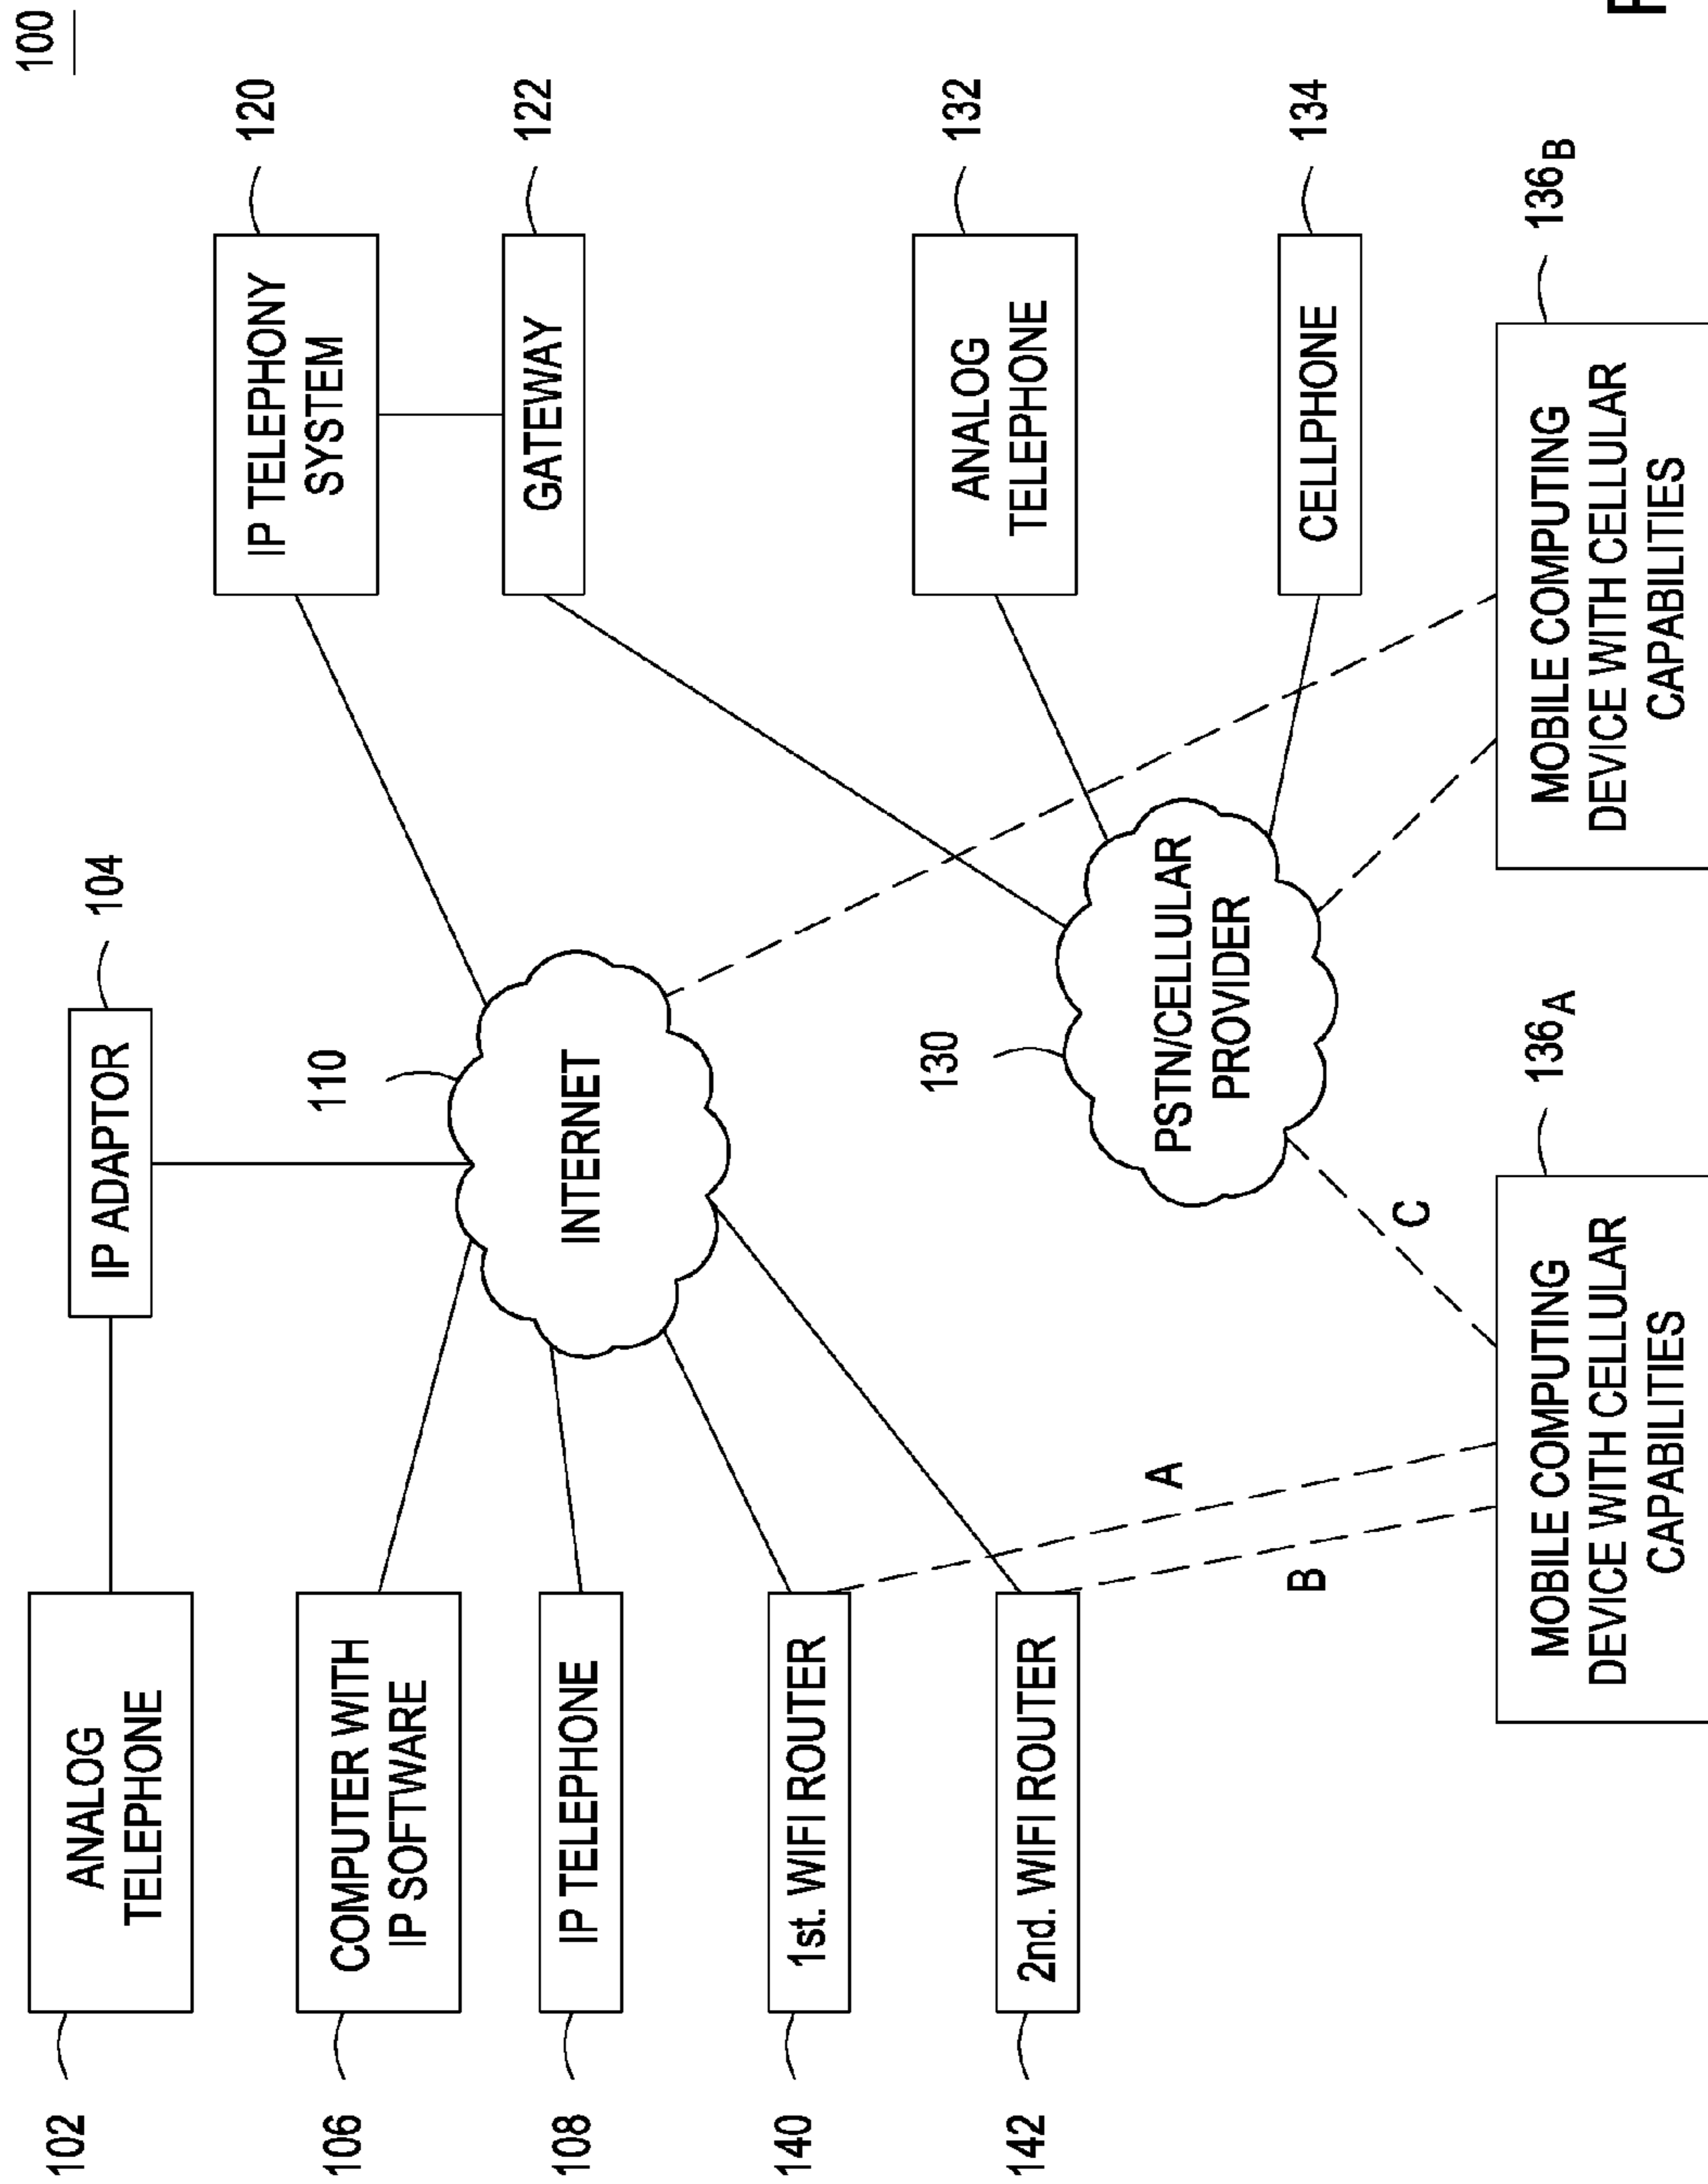 100
102
ANALOG
TELEPHONE
IP ADAPTOR
104
106
COMPUTER WITH
IP SOFTWARE
110
IP TELEPHONY
SYSTEM
120
108
IP TELEPHONE
INTERNET
GATEWAY
122
140
1st. WIFI ROUTER
142
2nd. WIFI ROUTER
130
PSTN/CELLULAR
PROVIDER
ANALOG
TELEPHONE
132
CELLPHONE
134
A
B
C
MOBILE COMPUTING
DEVICE WITH CELLULAR
CAPABILITIES
136A
MOBILE COMPUTING
DEVICE WITH CELLULAR
CAPABILITIES
136B